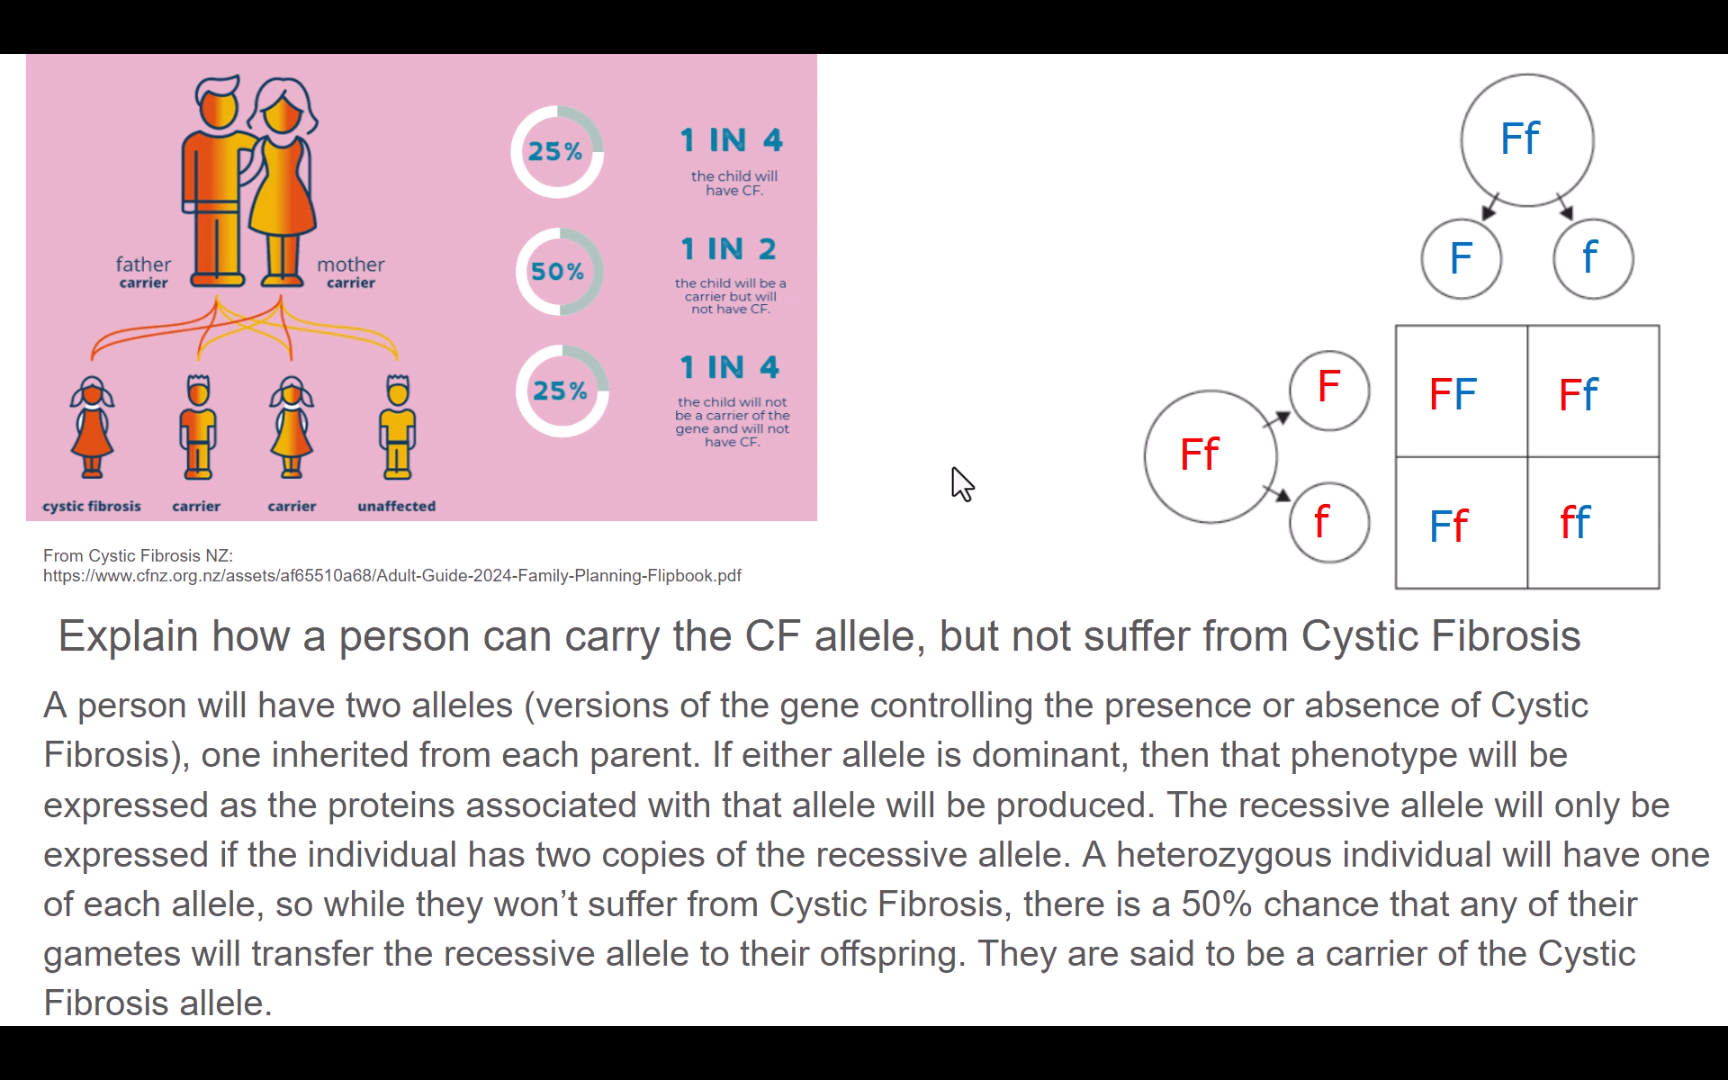 25%
1 IN 4
the child will
have CF.
50%
1 IN 2
the child will be a
carrier but will
not have CF.
25%
1 IN 4
the child will not
be a carrier of the
gene and will not
have CF.
father
carrier
mother
carrier
cystic fibrosis
carrier
carrier
unaffected
From Cystic Fibrosis NZ:
https://www.cfnz.org.nz/assets/af65510a68/Adult-Guide-2024-Family-Planning-Flipbook.pdf
Ff
F f
Ff
F
f
FF Ff
Ff ff
Explain how a person can carry the CF allele, but not suffer from Cystic Fibrosis
A person will have two alleles (versions of the gene controlling the presence or absence of Cystic
Fibrosis), one inherited from each parent. If either allele is dominant, then that phenotype will be
expressed as the proteins associated with that allele will be produced. The recessive allele will only be
expressed if the individual has two copies of the recessive allele. A heterozygous individual will have one
of each allele, so while they won’t suffer from Cystic Fibrosis, there is a 50% chance that any of their
gametes will transfer the recessive allele to their offspring. They are said to be a carrier of the Cystic
Fibrosis allele.